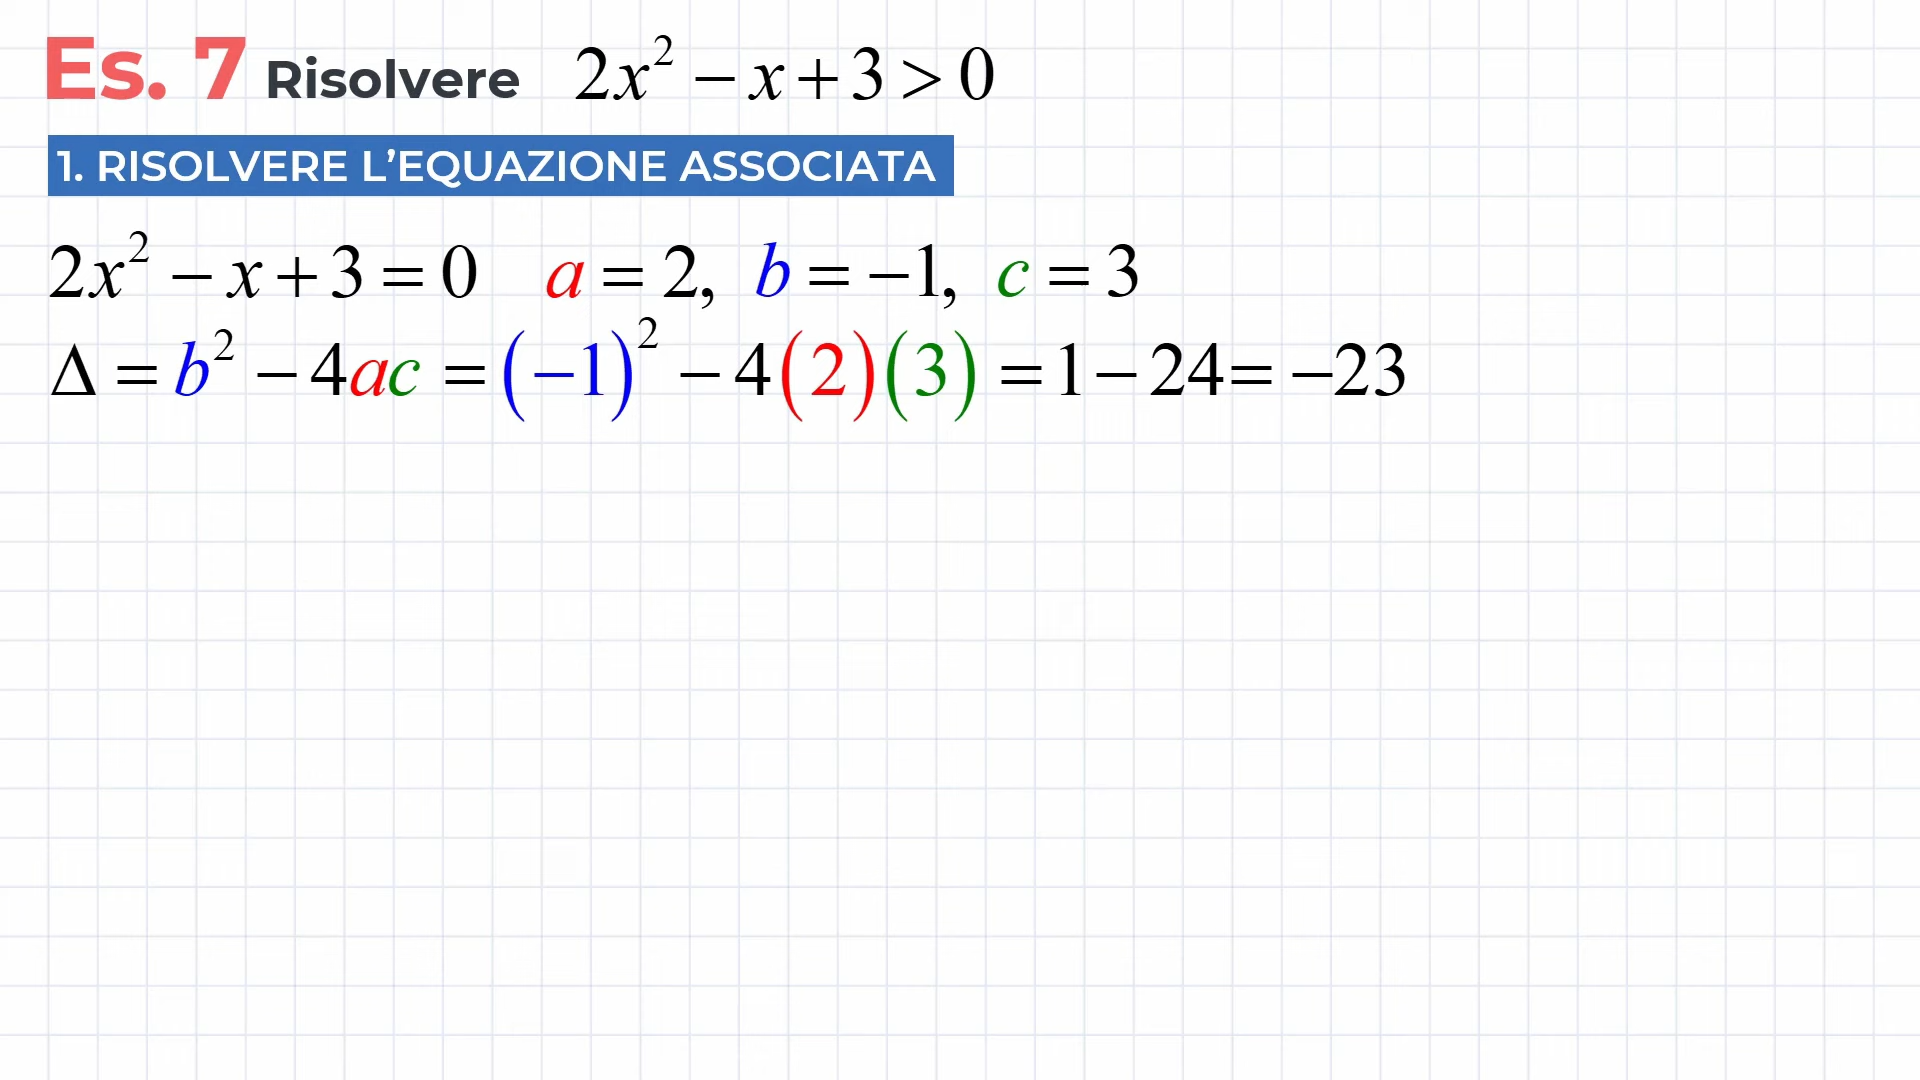 Es. 7 Risolvere 2x² − x + 3 > 0
1. RISOLVERE L’EQUAZIONE ASSOCIATA
2x² − x + 3 = 0 a = 2, b = −1, c = 3
Δ = b² − 4ac = (−1)² − 4(2)(3) = 1 − 24 = −23